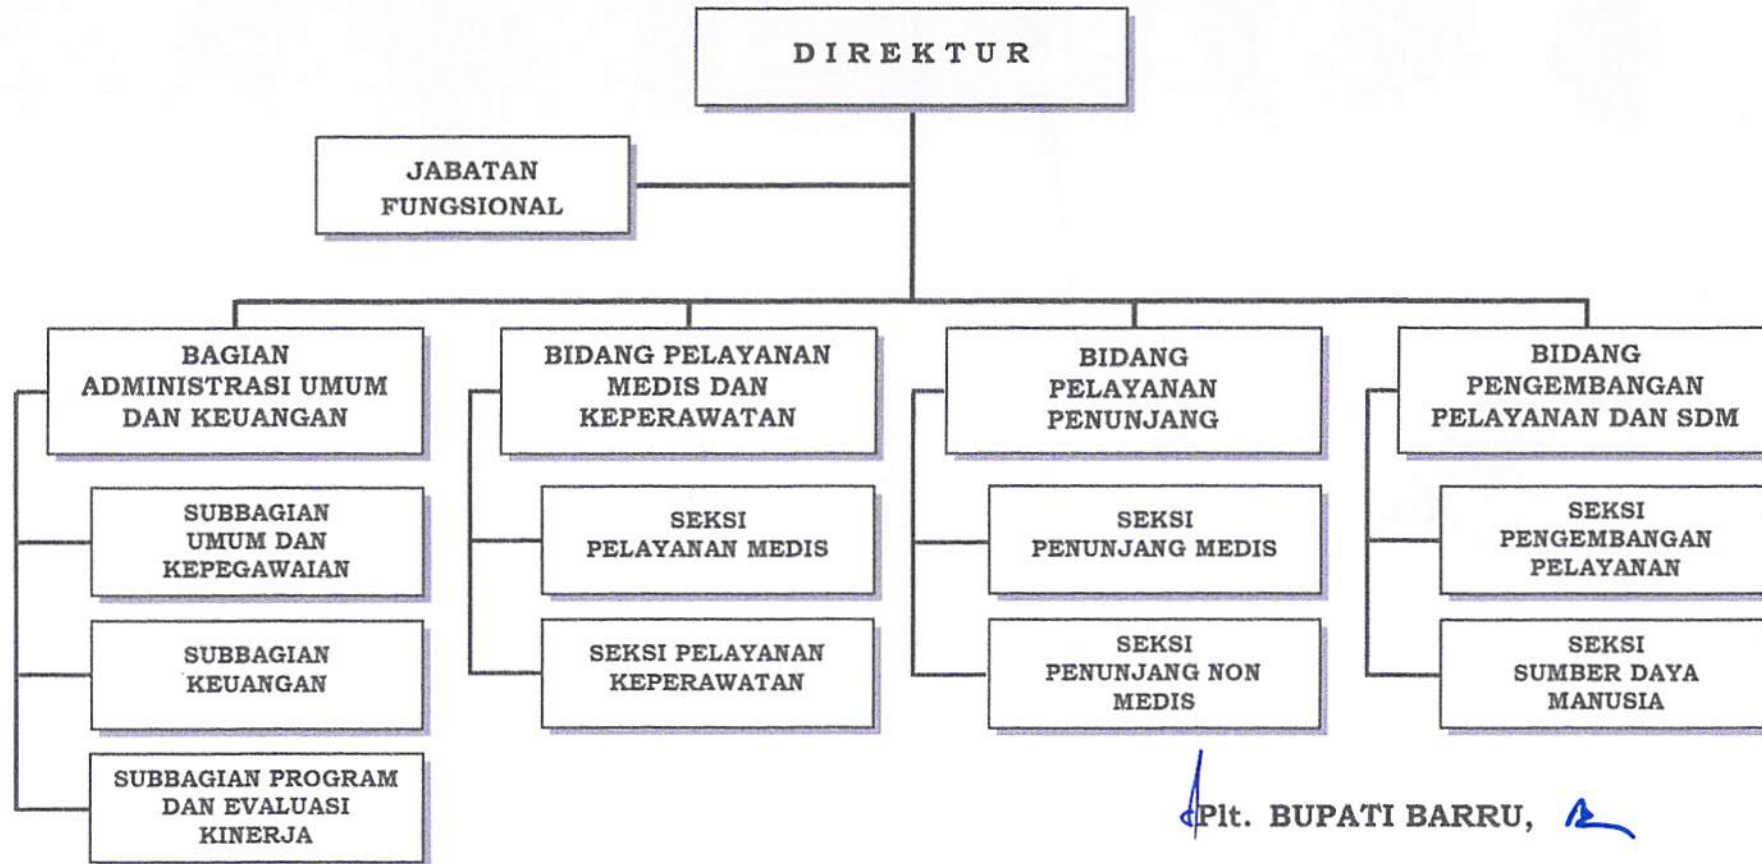 DIREKTUR
JABATAN
FUNGSIONAL
BAGIAN
ADMINISTRASI UMUM
DAN KEUANGAN
SUBBAGIAN
UMUM DAN
KEPEGAWAIAN
SUBBAGIAN
KEUANGAN
SUBBAGIAN PROGRAM
DAN EVALUASI
KINERJA
BIDANG PELAYANAN
MEDIS DAN
KEPERAWATAN
SEKSI
PELAYANAN MEDIS
SEKSI PELAYANAN
KEPERAWATAN
BIDANG
PELAYANAN
PENUNJANG
SEKSI
PENUNJANG MEDIS
SEKSI
PENUNJANG NON
MEDIS
BIDANG
PENGEMBANGAN
PELAYANAN DAN SDM
SEKSI
PENGEMBANGAN
PELAYANAN
SEKSI
SUMBER DAYA
MANUSIA
Plt. BUPATI BARRU,